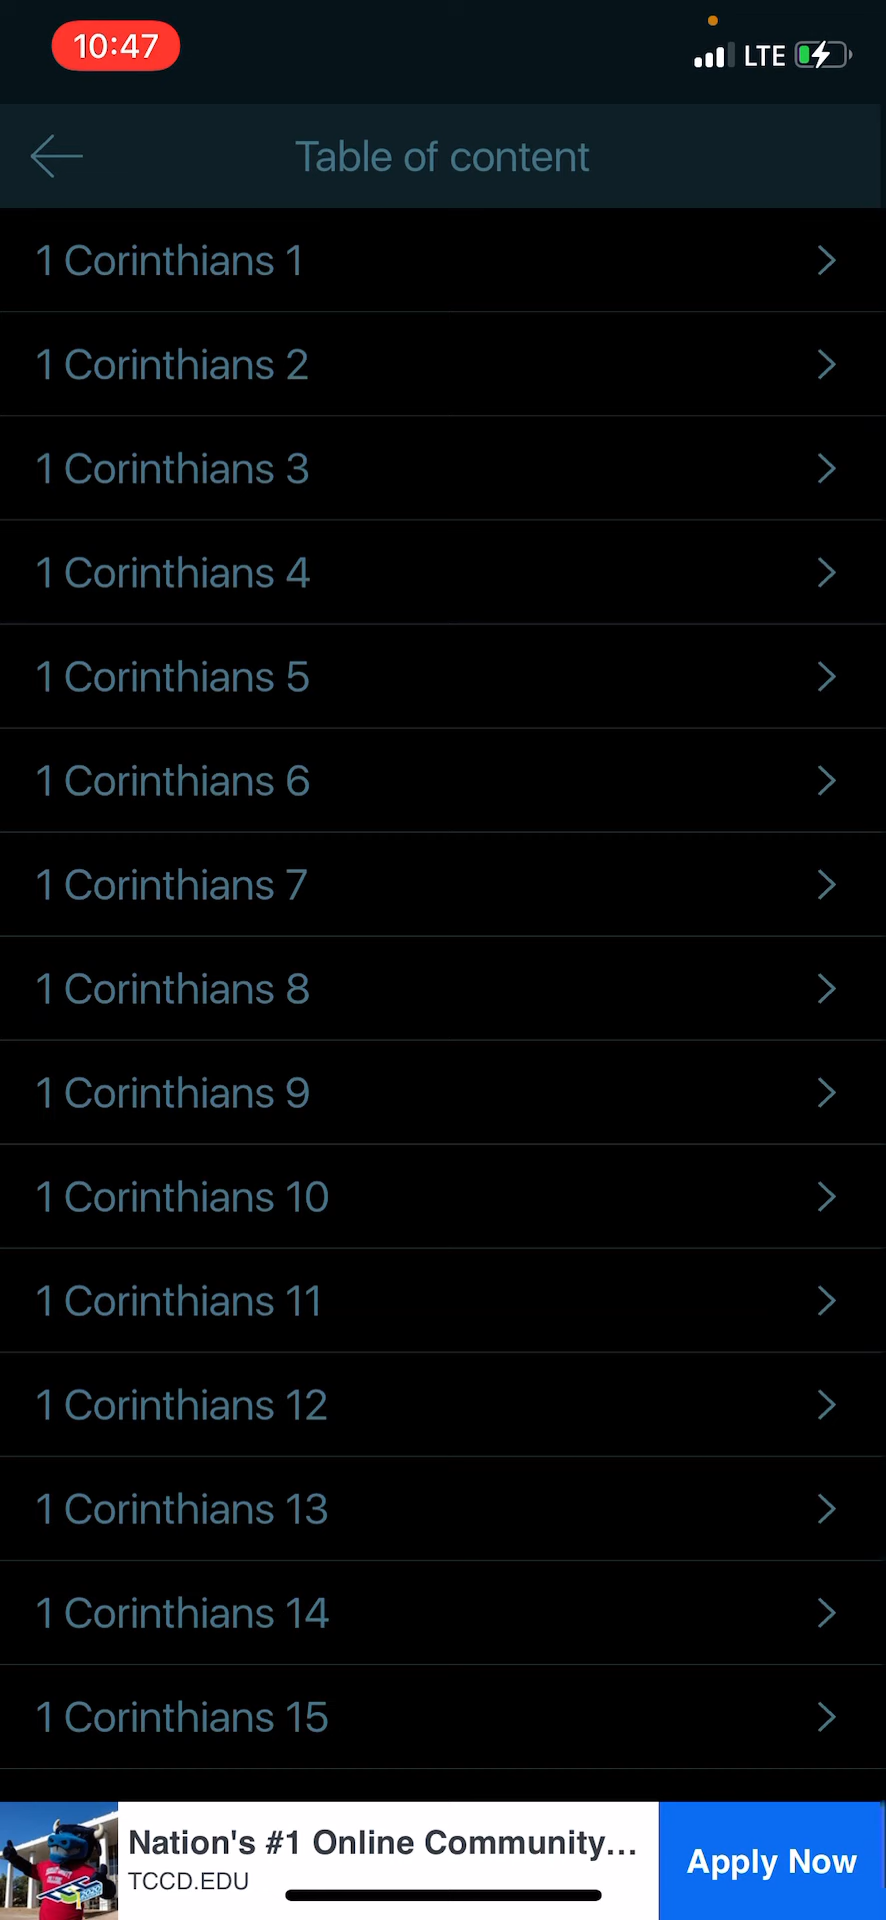 10:47
LTE
Table of content
1 Corinthians 1
1 Corinthians 2
1 Corinthians 3
1 Corinthians 4
1 Corinthians 5
1 Corinthians 6
1 Corinthians 7
1 Corinthians 8
1 Corinthians 9
1 Corinthians 10
1 Corinthians 11
1 Corinthians 12
1 Corinthians 13
1 Corinthians 14
1 Corinthians 15
Nation's #1 Online Community...
TCCD.EDU
Apply Now